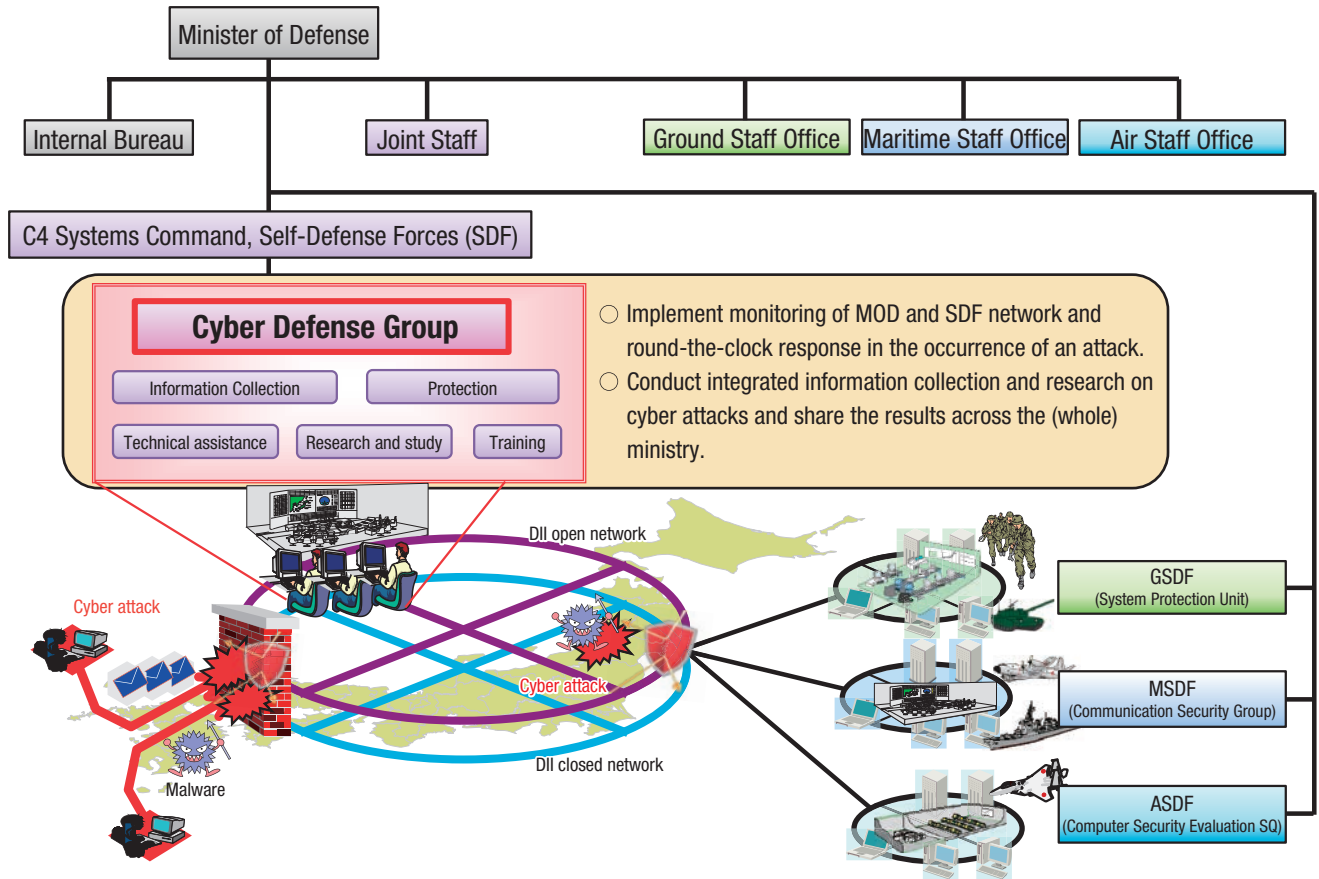 Minister of Defense
Internal Bureau
Joint Staff
Ground Staff Office
Maritime Staff Office
Air Staff Office
C4 Systems Command, Self-Defense Forces (SDF)
Cyber Defense Group
Information Collection
Protection
Technical assistance
Research and study
Training
○ Implement monitoring of MOD and SDF network and
round-the-clock response in the occurrence of an attack.
○ Conduct integrated information collection and research on
cyber attacks and share the results across the (whole)
ministry.
DII open network
Cyber attack
Cyber attack
Malware
DII closed network
GSDF
(System Protection Unit)
MSDF
(Communication Security Group)
ASDF
(Computer Security Evaluation SQ)